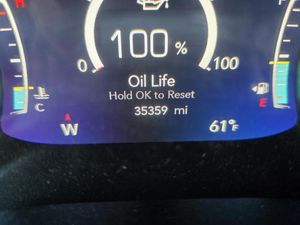 H
100 %
0 100
Oil Life
Hold OK to Reset
C 35359 mi E
W 61°F